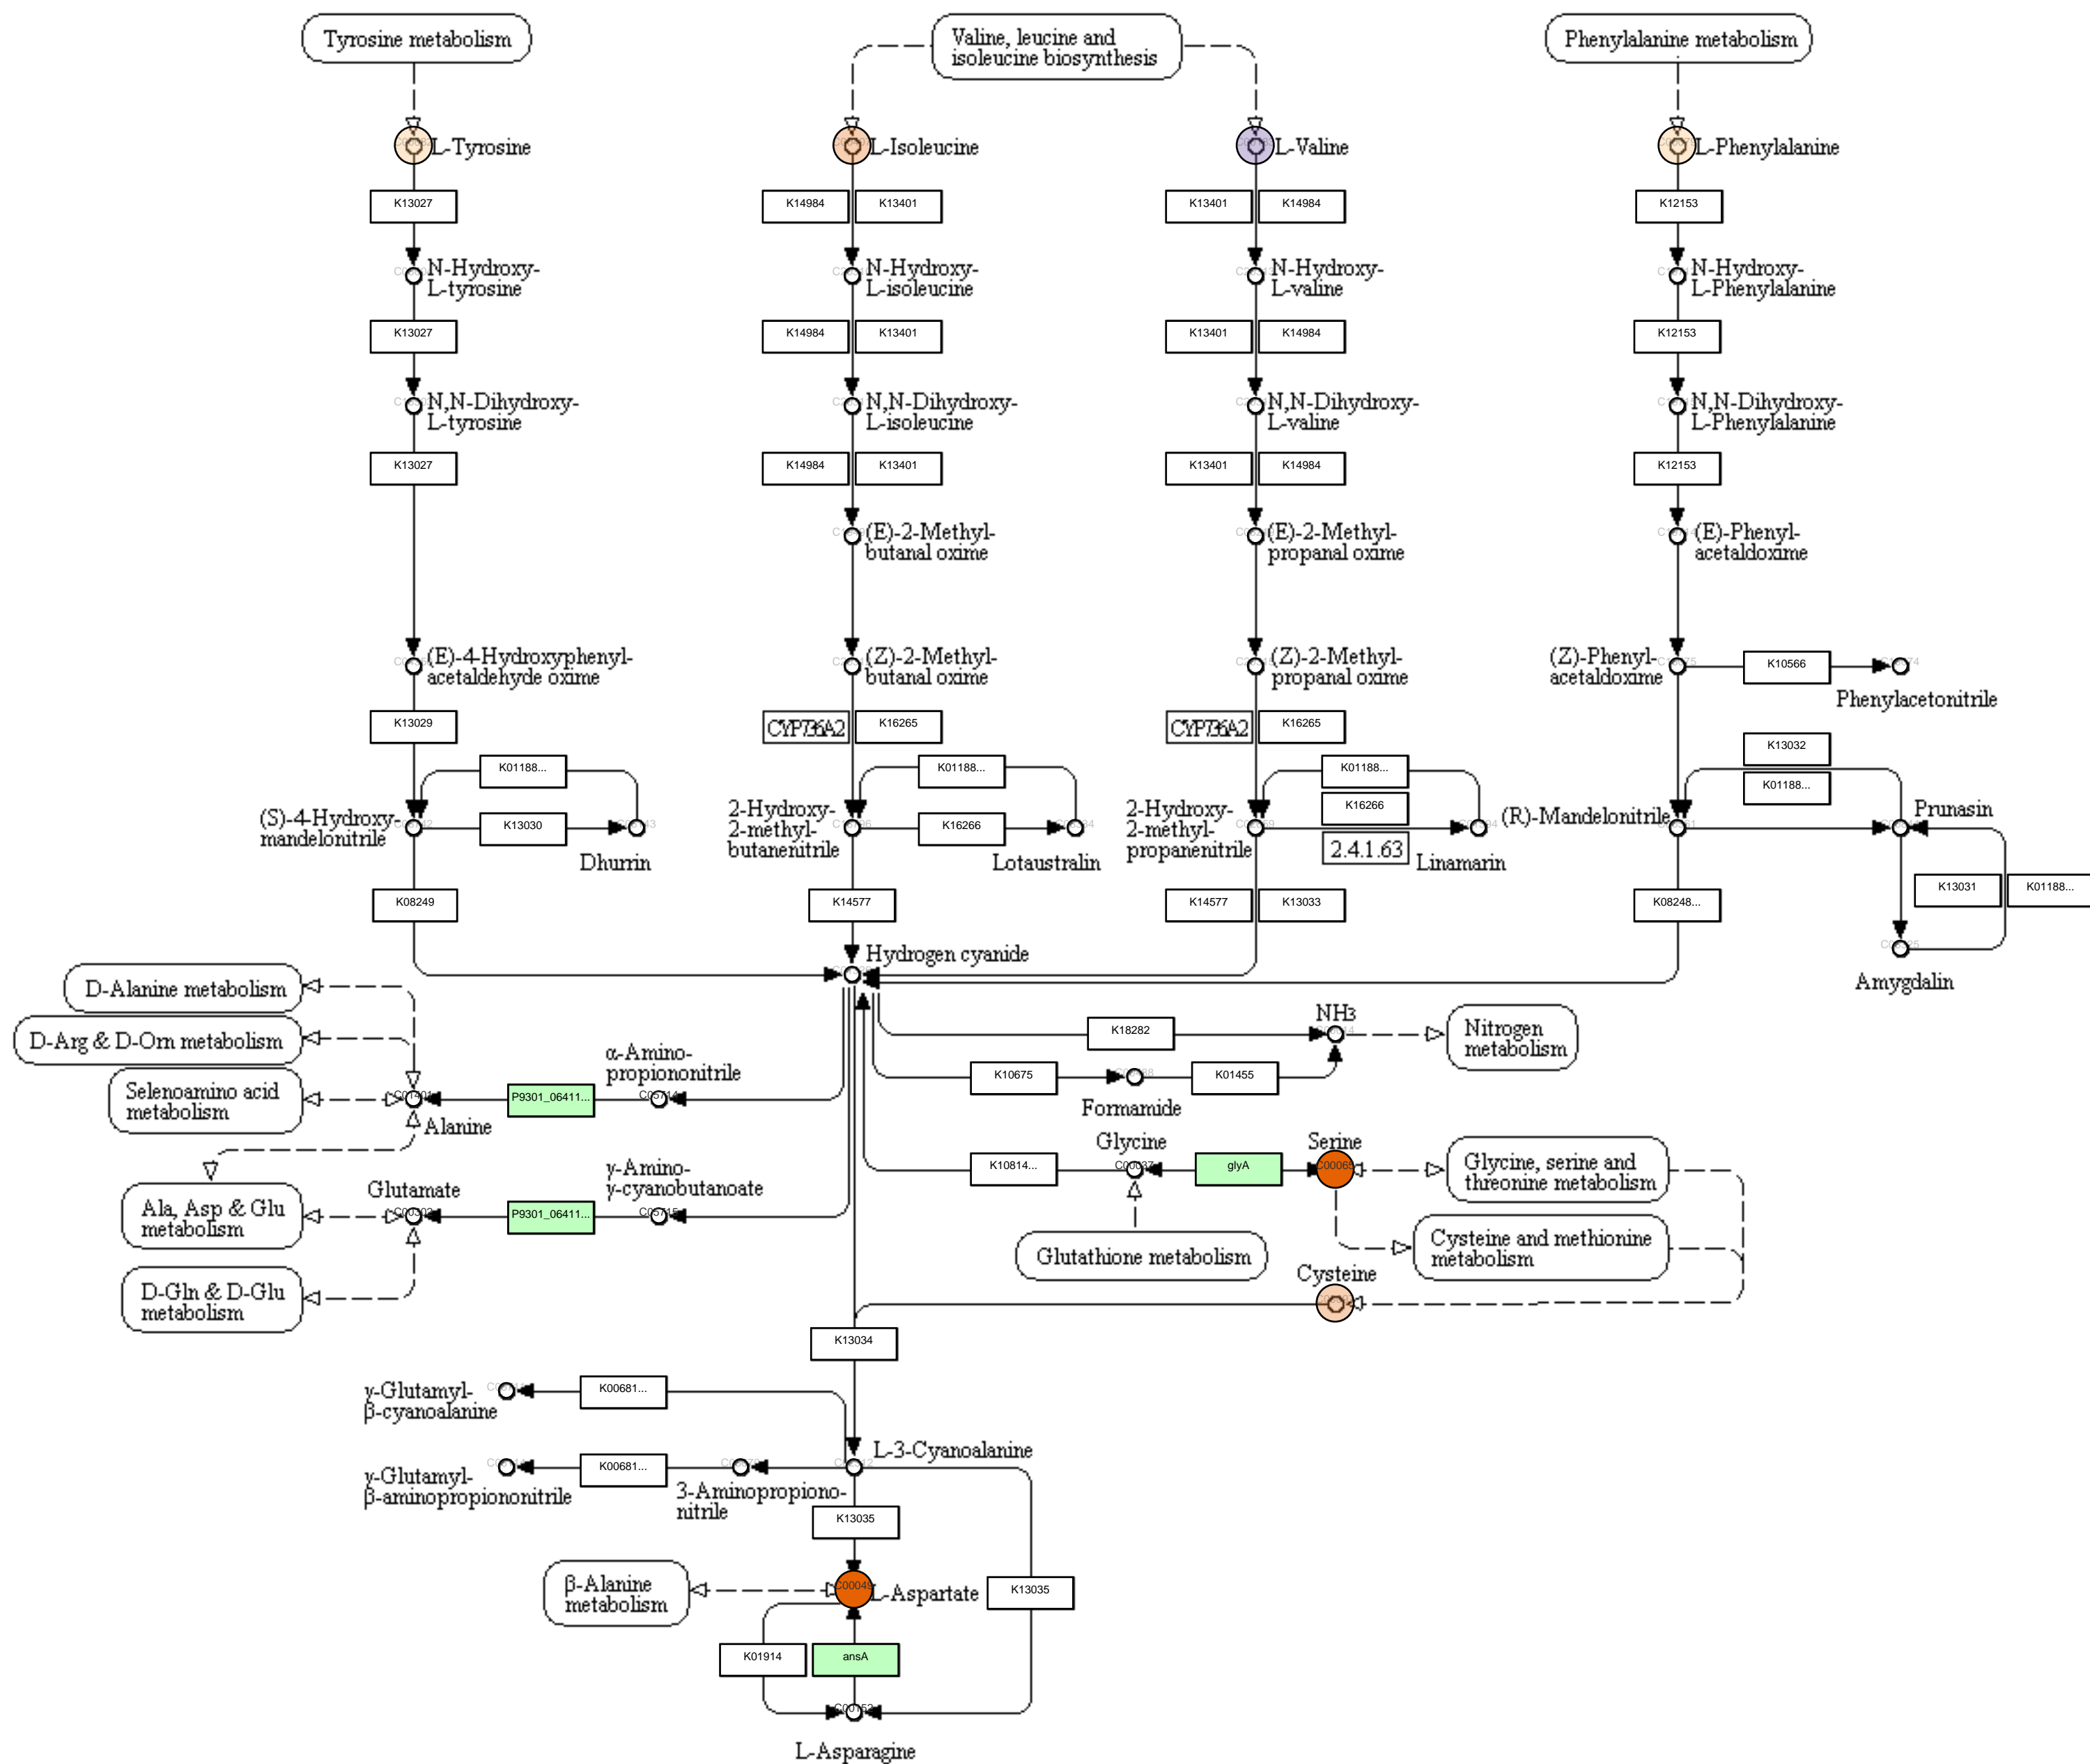 Tyrosine metabolism
Valine, leucine and
isoleucine biosynthesis
Phenylalanine metabolism
L-Tyrosine
L-Isoleucine
L-Valine
L-Phenylalanine
K13027
K14984
K13401
K13401
K14984
K12153
N-Hydroxy-
L-tyrosine
N-Hydroxy-
L-isoleucine
N-Hydroxy-
L-valine
N-Hydroxy-
L-Phenylalanine
K13027
K14984
K13401
K13401
K14984
K12153
N,N-Dihydroxy-
L-tyrosine
N,N-Dihydroxy-
L-isoleucine
N,N-Dihydroxy-
L-valine
N,N-Dihydroxy-
L-Phenylalanine
K13027
K14984
K13401
K13401
K14984
K12153
(E)-2-Methyl-
butanal oxime
(E)-2-Methyl-
propanal oxime
(E)-Phenyl-
acetaldoxime
(E)-4-Hydroxyphenyl-
acetaldehyde oxime
(Z)-2-Methyl-
butanal oxime
(Z)-2-Methyl-
propanal oxime
(Z)-Phenyl-
acetaldoxime
K10566
Phenylacetonitrile
K13029
CYP736A2
K16265
CYP736A2
K16265
K13032
K01188...
K01188...
K01188...
K01188...
(S)-4-Hydroxy-
mandelonitrile
K13030
Dhurrin
2-Hydroxy-
2-methyl-
butanenitrile
K16266
Lotaustralin
2-Hydroxy-
2-methyl-
propanenitrile
K16266
2.4.1.63
Linamarin
(R)-Mandelonitrile
Prunasin
K08249
K14577
K14577
K13033
K08248...
K13031
K01188...
Hydrogen cyanide
Amygdalin
D-Alanine metabolism
D-Arg & D-Orn metabolism
K18282
NH3
Nitrogen
metabolism
α-Amino-
propiononitrile
K10675
K01455
Formamide
Selenoamino acid
metabolism
C01401
P9301_06411...
C05714
Alanine
Glycine
Serine
K10814...
C00037
glyA
C00065
Glycine, serine and
threonine metabolism
γ-Amino-
γ-cyanobutanoate
Ala, Asp & Glu
metabolism
Glutamate
C00302
P9301_06411...
C05715
Glutathione metabolism
Cysteine and methionine
metabolism
D-Gln & D-Glu
metabolism
Cysteine
K13034
γ-Glutamyl-
β-cyanoalanine
K00681...
L-3-Cyanoalanine
γ-Glutamyl-
β-aminopropiononitrile
K00681...
3-Aminopropiono-
nitrile
K13035
β-Alanine
metabolism
C00049
L-Aspartate
K13035
K01914
ansA
C00152
L-Asparagine